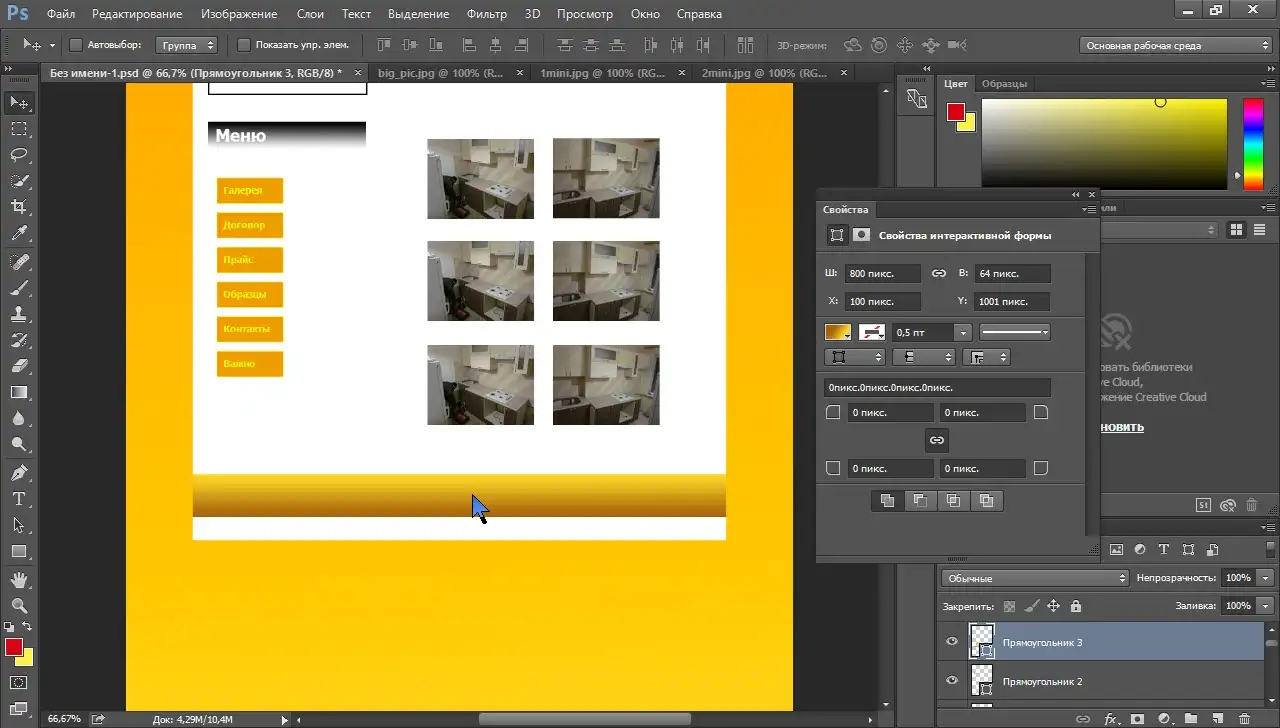 Ps Файл Редактирование Изображение Слои Текст Выделение Фильтр 3D Просмотр Окно Справка
Автовыбор: Группа Показать упр. элем. 3D-режим: Основная рабочая среда
Без имени-1.psd @ 66,7% (Прямоугольник 3, RGB/8) * × big_pic.jpg @ 100% (R... × 1mini.jpg @ 100% (RG... × 2mini.jpg @ 100% (RG... ×
Цвет Образцы
Меню
Галерея
Договор
Прайс
Образцы
Контакты
Важно
Свойства
Свойства интерактивной формы
Ш: 800 пикс. В: 64 пикс.
X: 100 пикс. Y: 1001 пикс.
0,5 пт
0пикс.0пикс.0пикс.0пикс.
0 пикс. 0 пикс.
0 пикс. 0 пикс.
овать библиотеки
ve Cloud,
жение Creative Cloud
новить
St
Обычные Непрозрачность: 100%
Закрепить: Заливка: 100%
Прямоугольник 3
Прямоугольник 2
66,67% Док: 4,29M/10,4M
fx